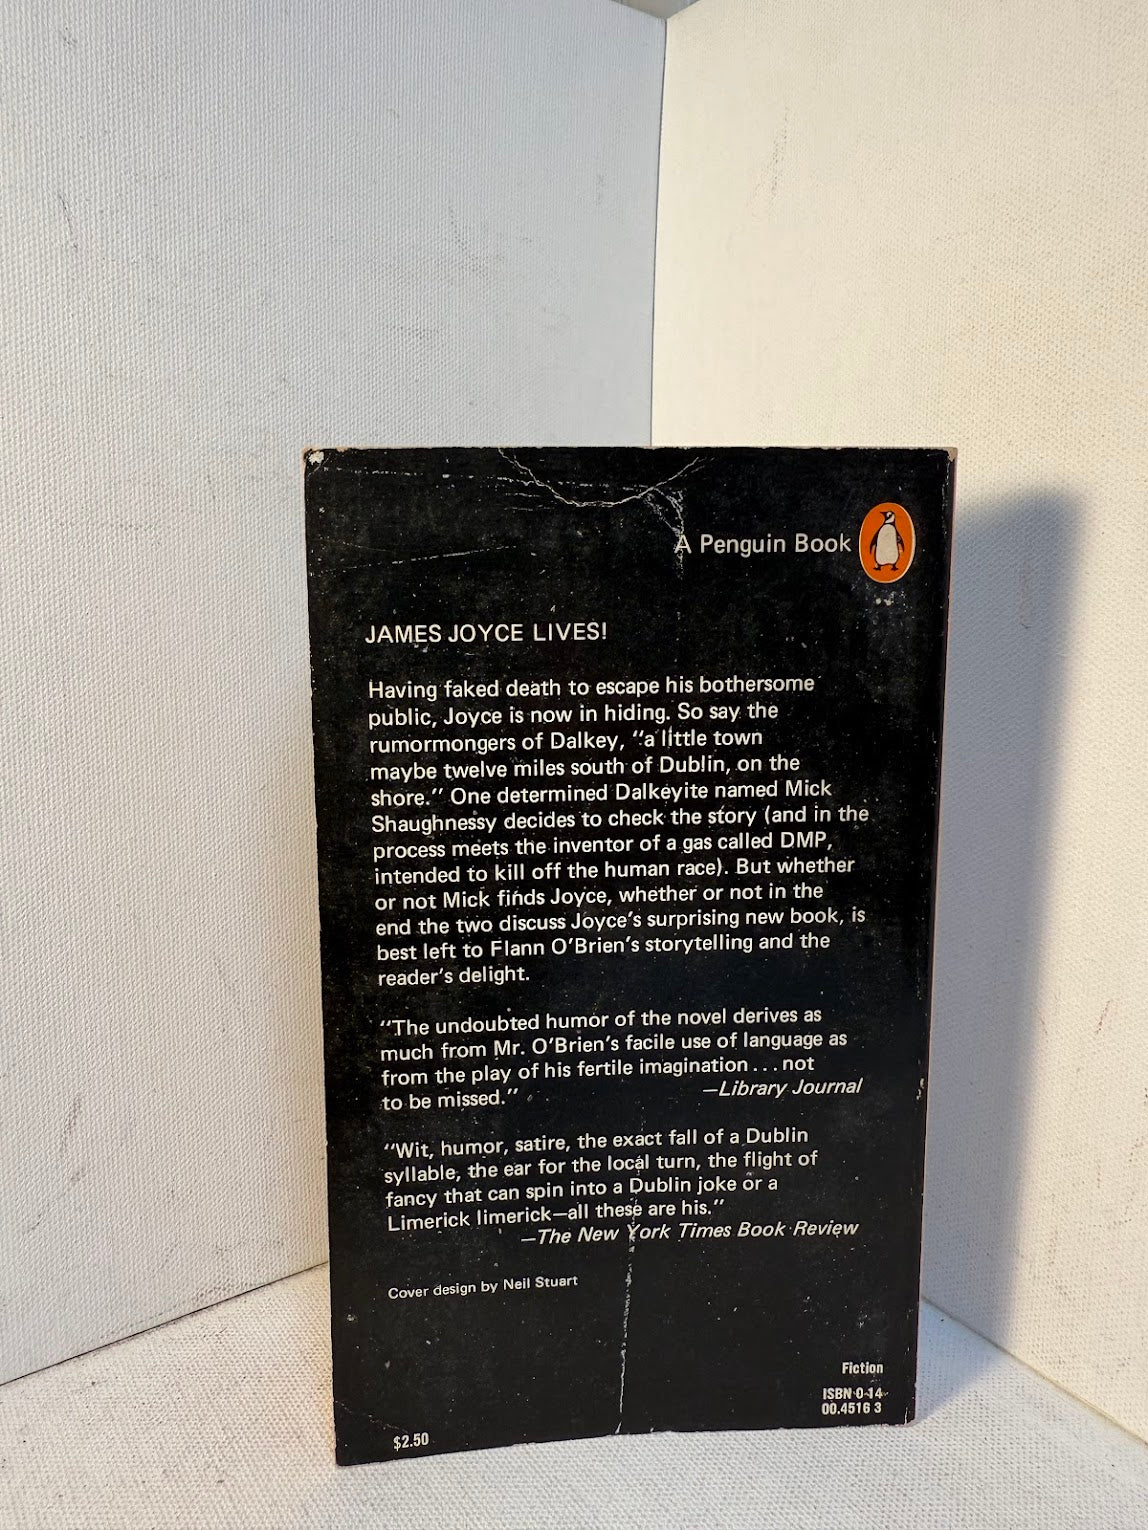 A Penguin Book
JAMES JOYCE LIVES!
Having faked death to escape his bothersome
public, Joyce is now in hiding. So say the
rumormongers of Dalkey, “a little town
maybe twelve miles south of Dublin, on the
shore.” One determined Dalkeyite named Mick
Shaughnessy decides to check the story (and in the
process meets the inventor of a gas called DMP,
intended to kill off the human race). But whether
or not Mick finds Joyce, whether or not in the
end the two discuss Joyce’s surprising new book, is
best left to Flann O’Brien’s storytelling and the
reader’s delight.
“The undoubted humor of the novel derives as
much from Mr. O’Brien’s facile use of language as
from the play of his fertile imagination . . . not
to be missed.” —Library Journal
“Wit, humor, satire, the exact fall of a Dublin
syllable, the ear for the local turn, the flight of
fancy that can spin into a Dublin joke or a
Limerick limerick—all these are his.”
—The New York Times Book Review
Cover design by Neil Stuart
Fiction
ISBN 0-14
00.4516 3
$2.50